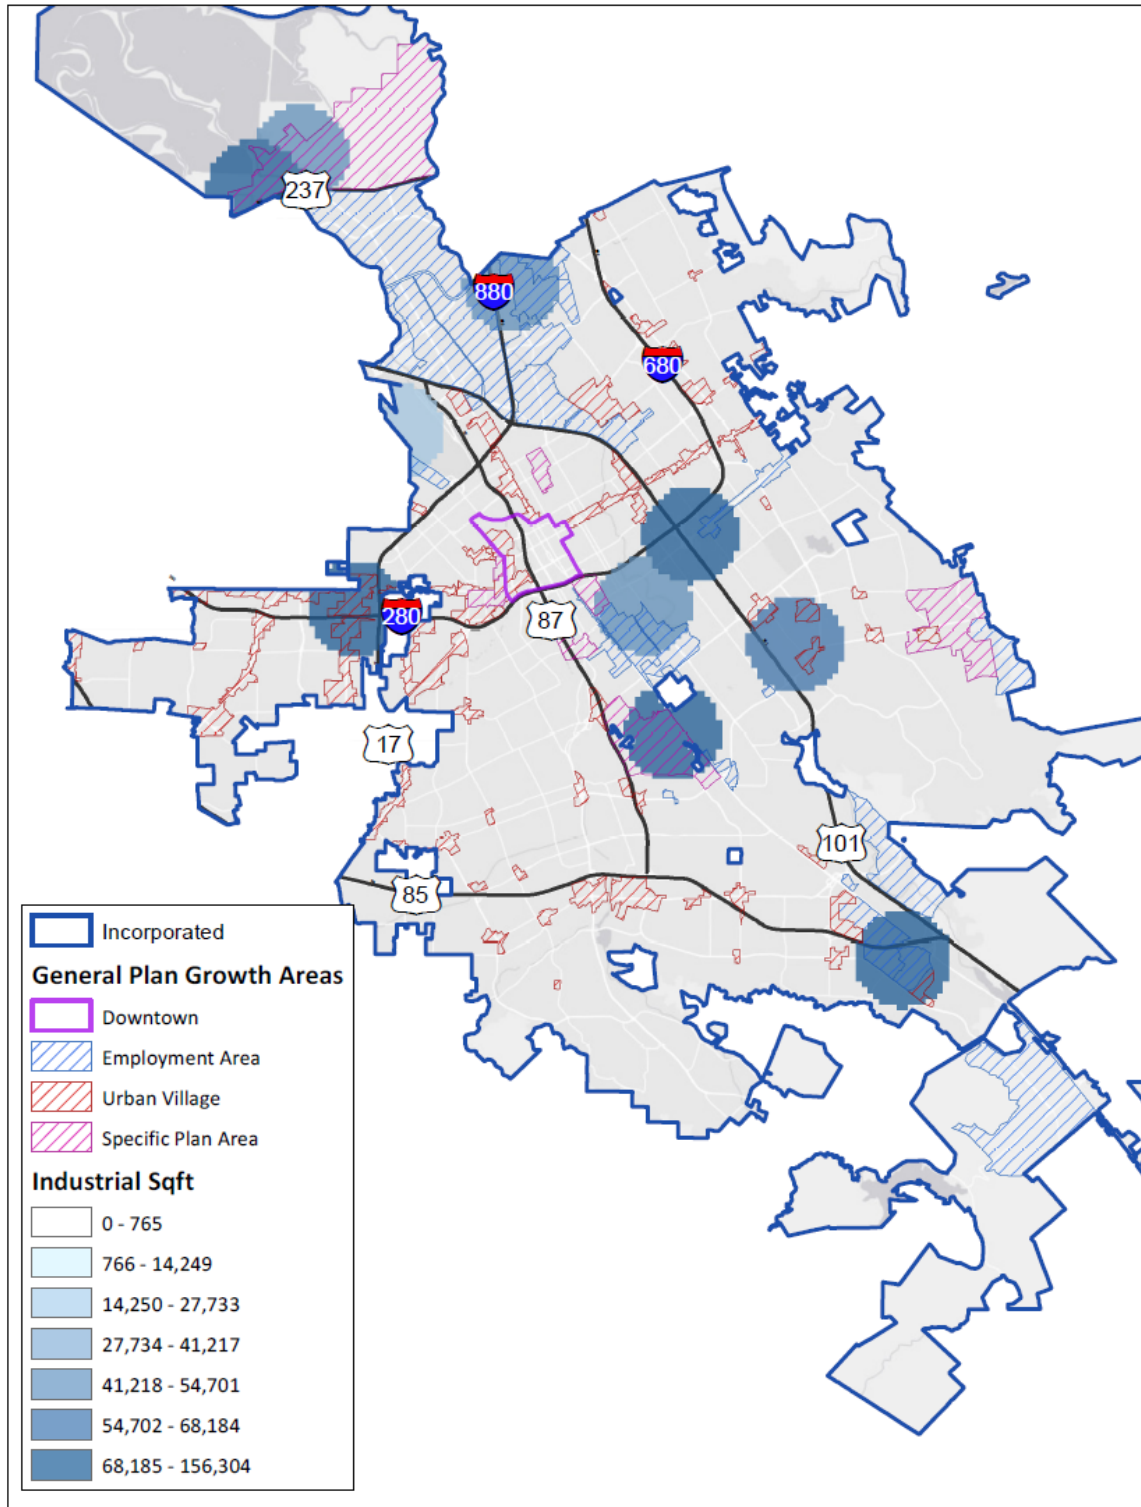 237
880
680
280
87
17
101
85
Incorporated
General Plan Growth Areas
Downtown
Employment Area
Urban Village
Specific Plan Area
Industrial Sqft
0 - 765
766 - 14,249
14,250 - 27,733
27,734 - 41,217
41,218 - 54,701
54,702 - 68,184
68,185 - 156,304